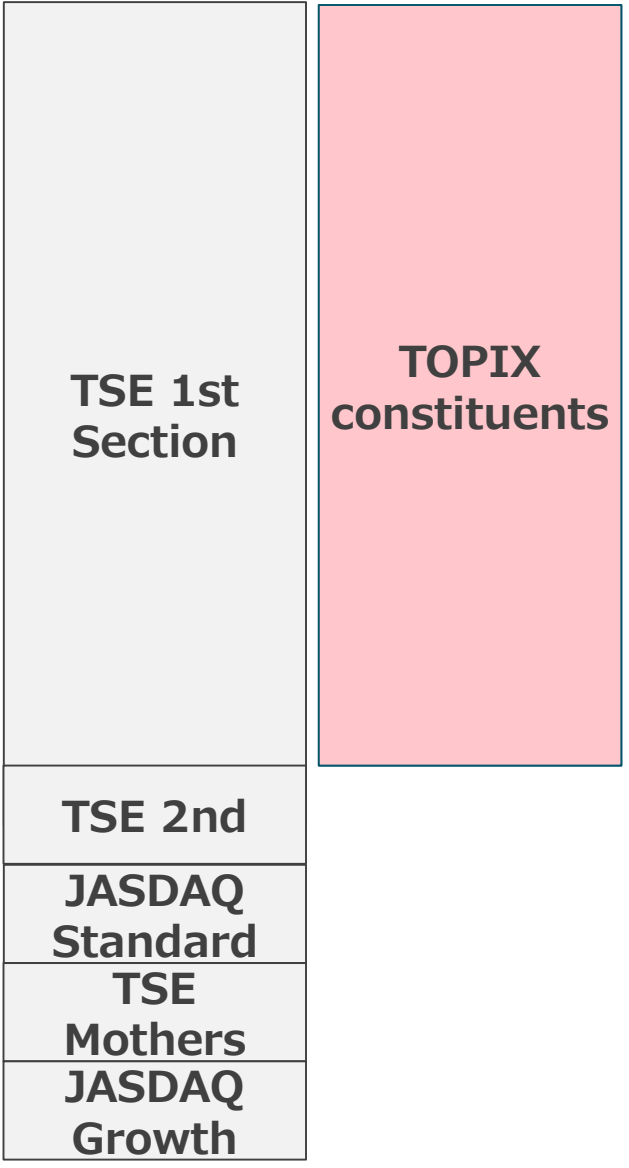 TSE 1st
Section
TOPIX
constituents
TSE 2nd
JASDAQ
Standard
TSE
Mothers
JASDAQ
Growth